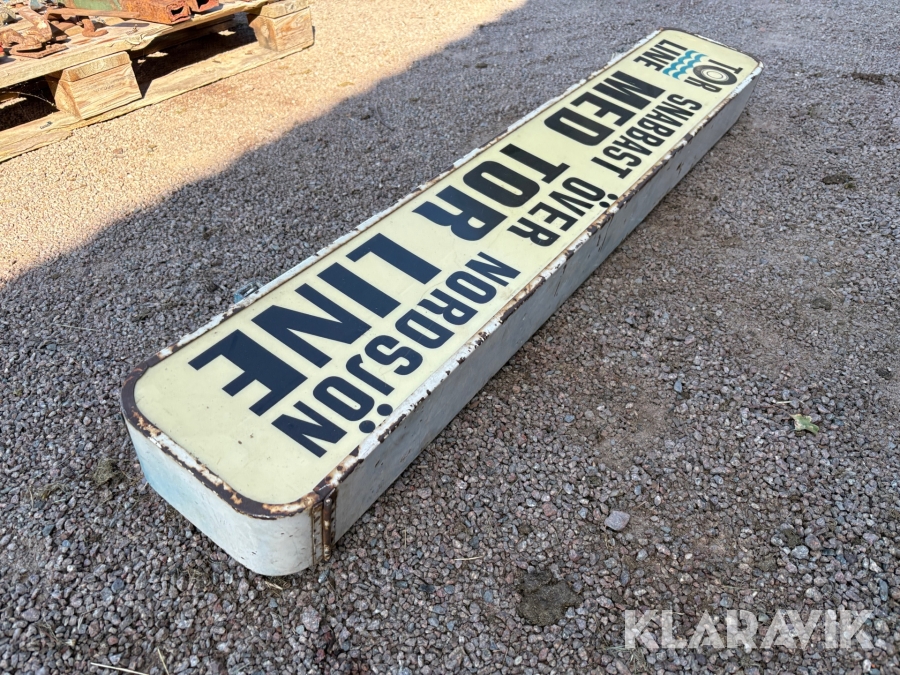 TOR
LINE
SNABBAST ÖVER NORDSJÖN
MED TOR LINE
KLARAVIK